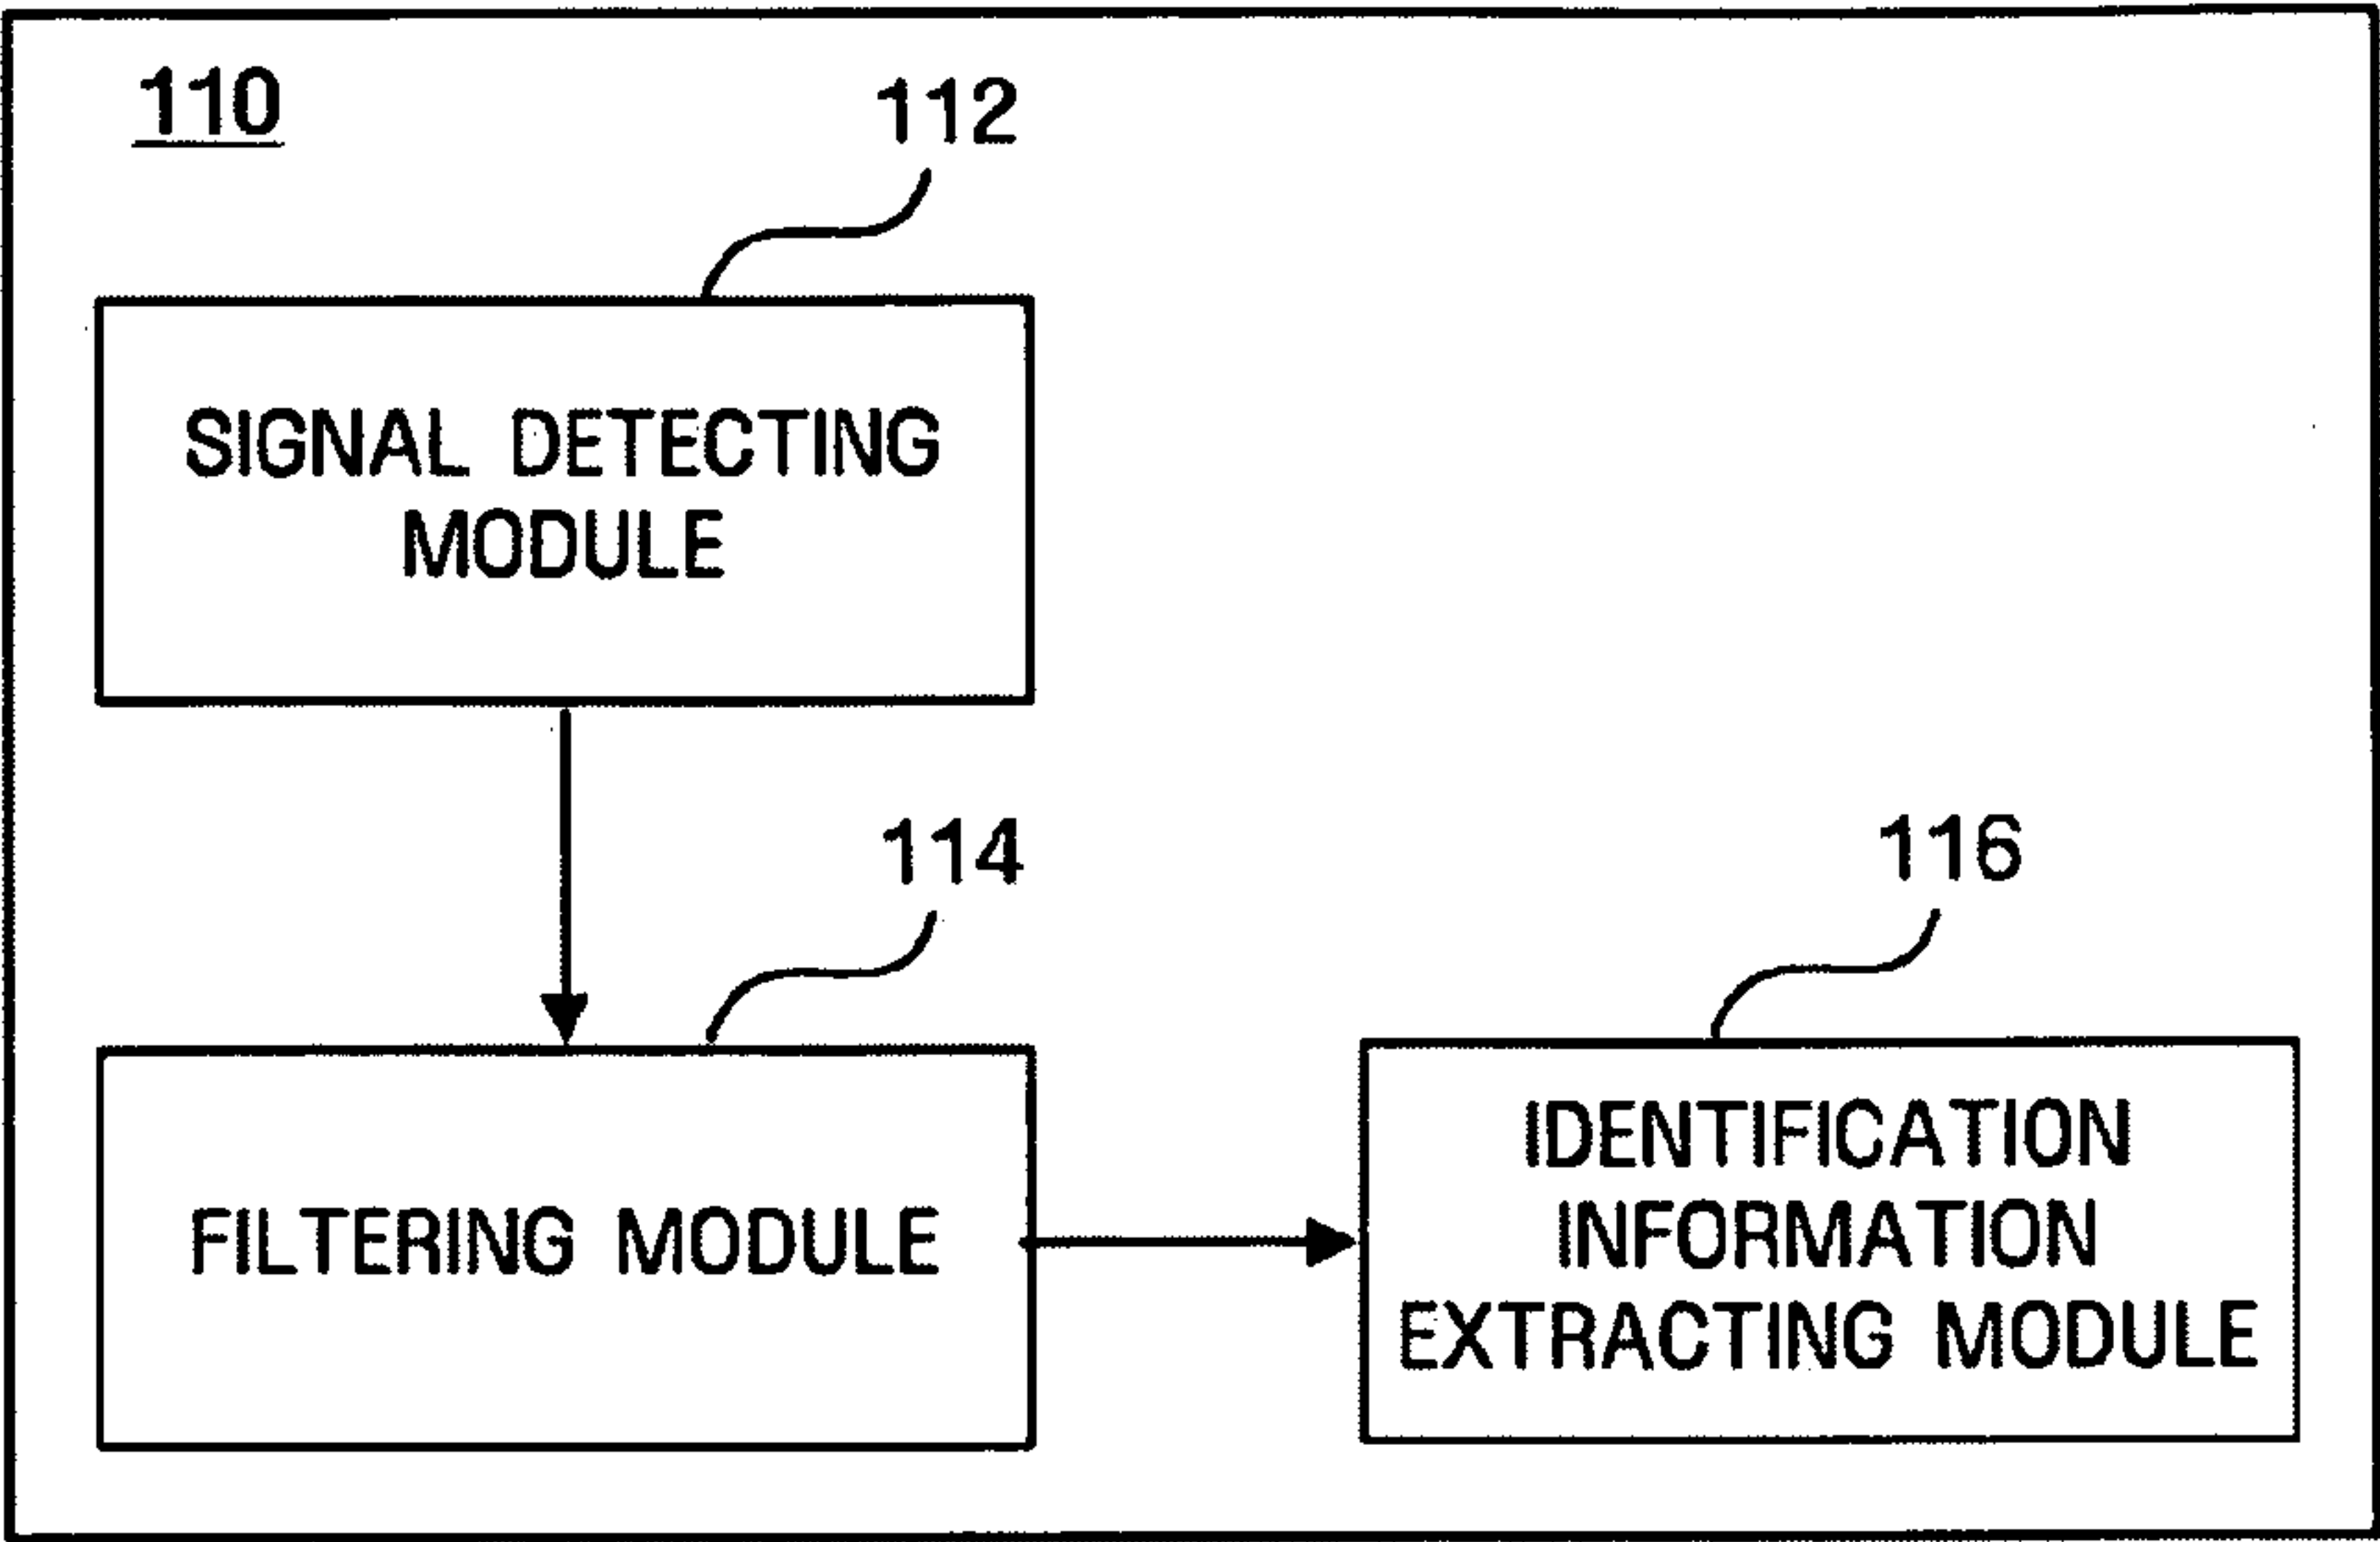 110
112
SIGNAL DETECTING
MODULE
114
116
FILTERING MODULE
IDENTIFICATION
INFORMATION
EXTRACTING MODULE